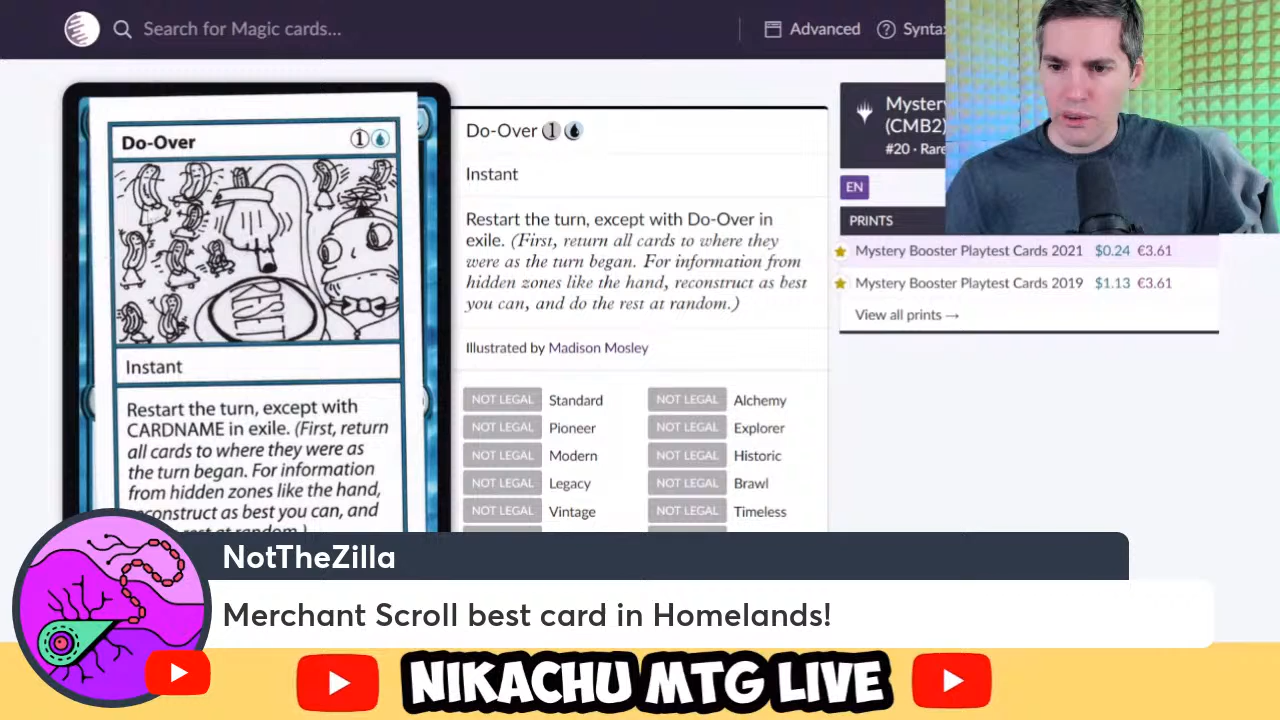 Search for Magic cards...
Advanced
Synta
Do-Over 1
RESET
Instant
Restart the turn, except with
CARDNAME in exile. (First, return
all cards to where they were as
the turn began. For information
from hidden zones like the hand,
construct as best you can, and
rest at random.)
Do-Over 1
Instant
Restart the turn, except with Do-Over in
exile. (First, return all cards to where they
were as the turn began. For information from
hidden zones like the hand, reconstruct as best
you can, and do the rest at random.)
Illustrated by Madison Mosley
NOT LEGAL Standard NOT LEGAL Alchemy
NOT LEGAL Pioneer NOT LEGAL Explorer
NOT LEGAL Modern NOT LEGAL Historic
NOT LEGAL Legacy NOT LEGAL Brawl
NOT LEGAL Vintage NOT LEGAL Timeless
Myster
(CMB2)
#20 · Rare
EN
PRINTS
Mystery Booster Playtest Cards 2021 $0.24 €3.61
Mystery Booster Playtest Cards 2019 $1.13 €3.61
View all prints →
NotTheZilla
Merchant Scroll best card in Homelands!
NIKACHU MTG LIVE